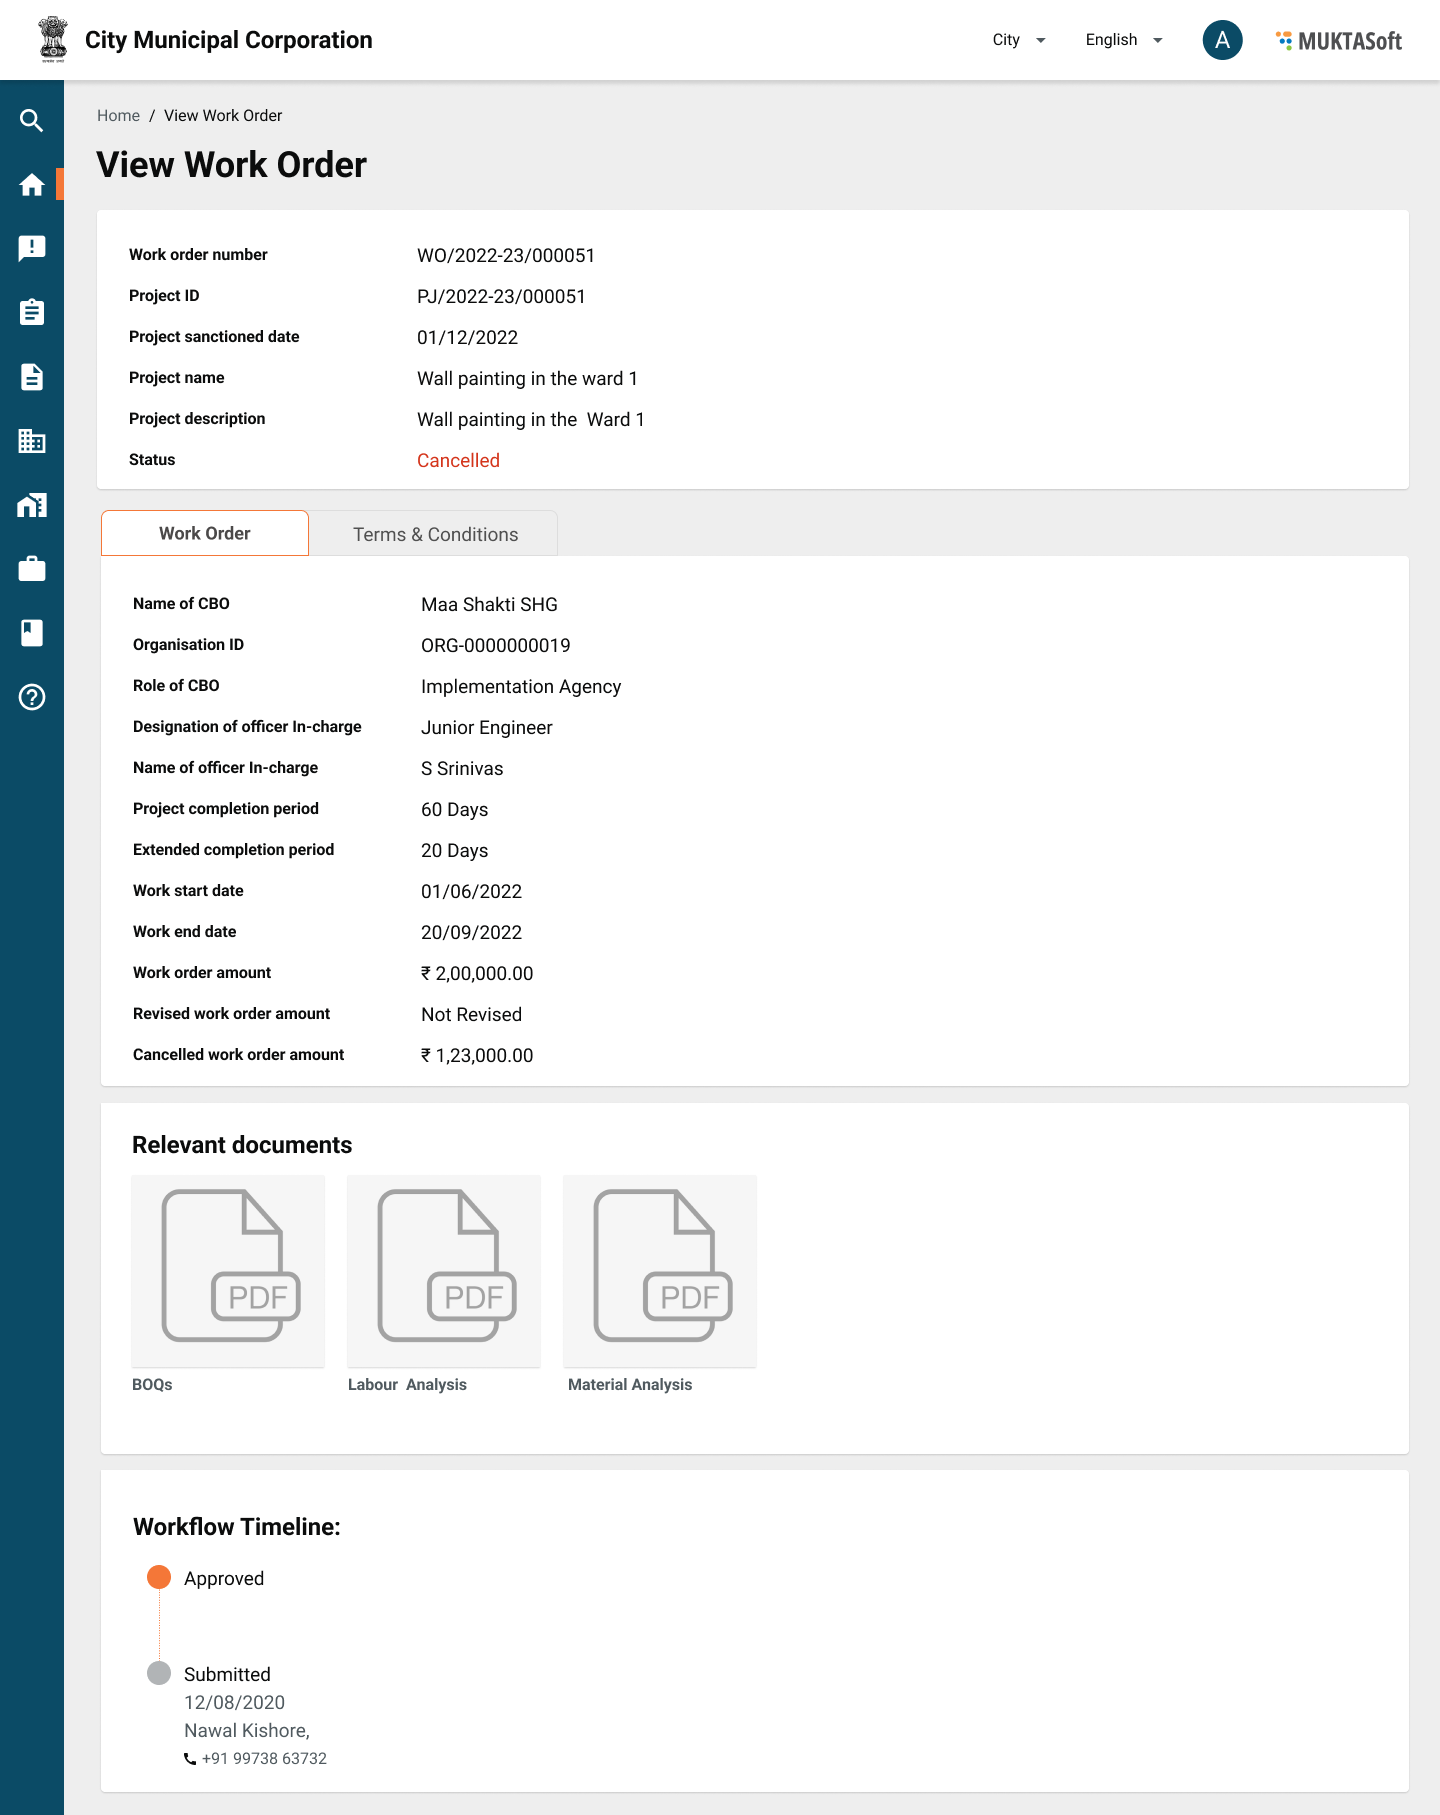 City Municipal Corporation
City
English
A
MUKTASoft
Home / View Work Order
View Work Order
Work order number WO/2022-23/000051
Project ID PJ/2022-23/000051
Project sanctioned date 01/12/2022
Project name Wall painting in the ward 1
Project description Wall painting in the  Ward 1
Status Cancelled
Work Order
Terms & Conditions
Name of CBO Maa Shakti SHG
Organisation ID ORG-0000000019
Role of CBO Implementation Agency
Designation of officer In-charge Junior Engineer
Name of officer In-charge S Srinivas
Project completion period 60 Days
Extended completion period 20 Days
Work start date 01/06/2022
Work end date 20/09/2022
Work order amount ₹ 2,00,000.00
Revised work order amount Not Revised
Cancelled work order amount ₹ 1,23,000.00
Relevant documents
PDF
PDF
PDF
BOQs
Labour  Analysis
Material Analysis
Workflow Timeline:
Approved
Submitted
12/08/2020
Nawal Kishore,
+91 99738 63732